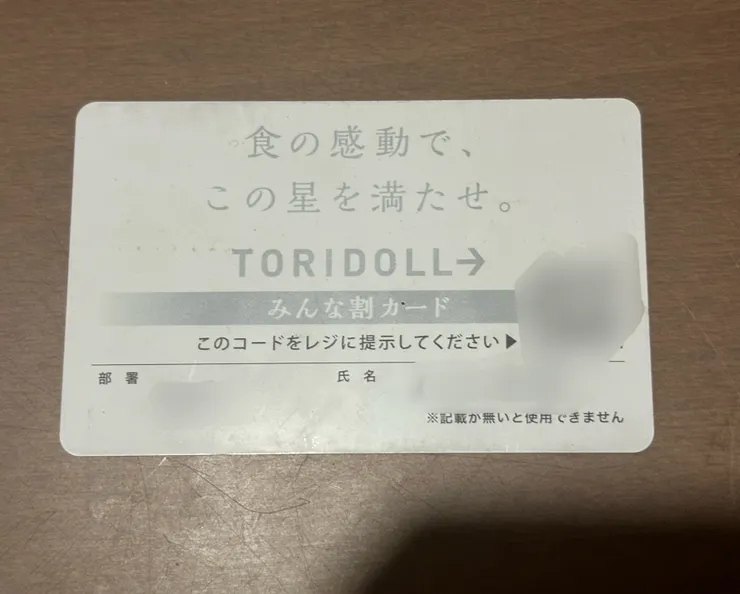 食の感動で、
この星を満たせ。
TORIDOLL→
みんな割カード
このコードをレジに提示してください▶
部署 氏名
※記載が無いと使用できません